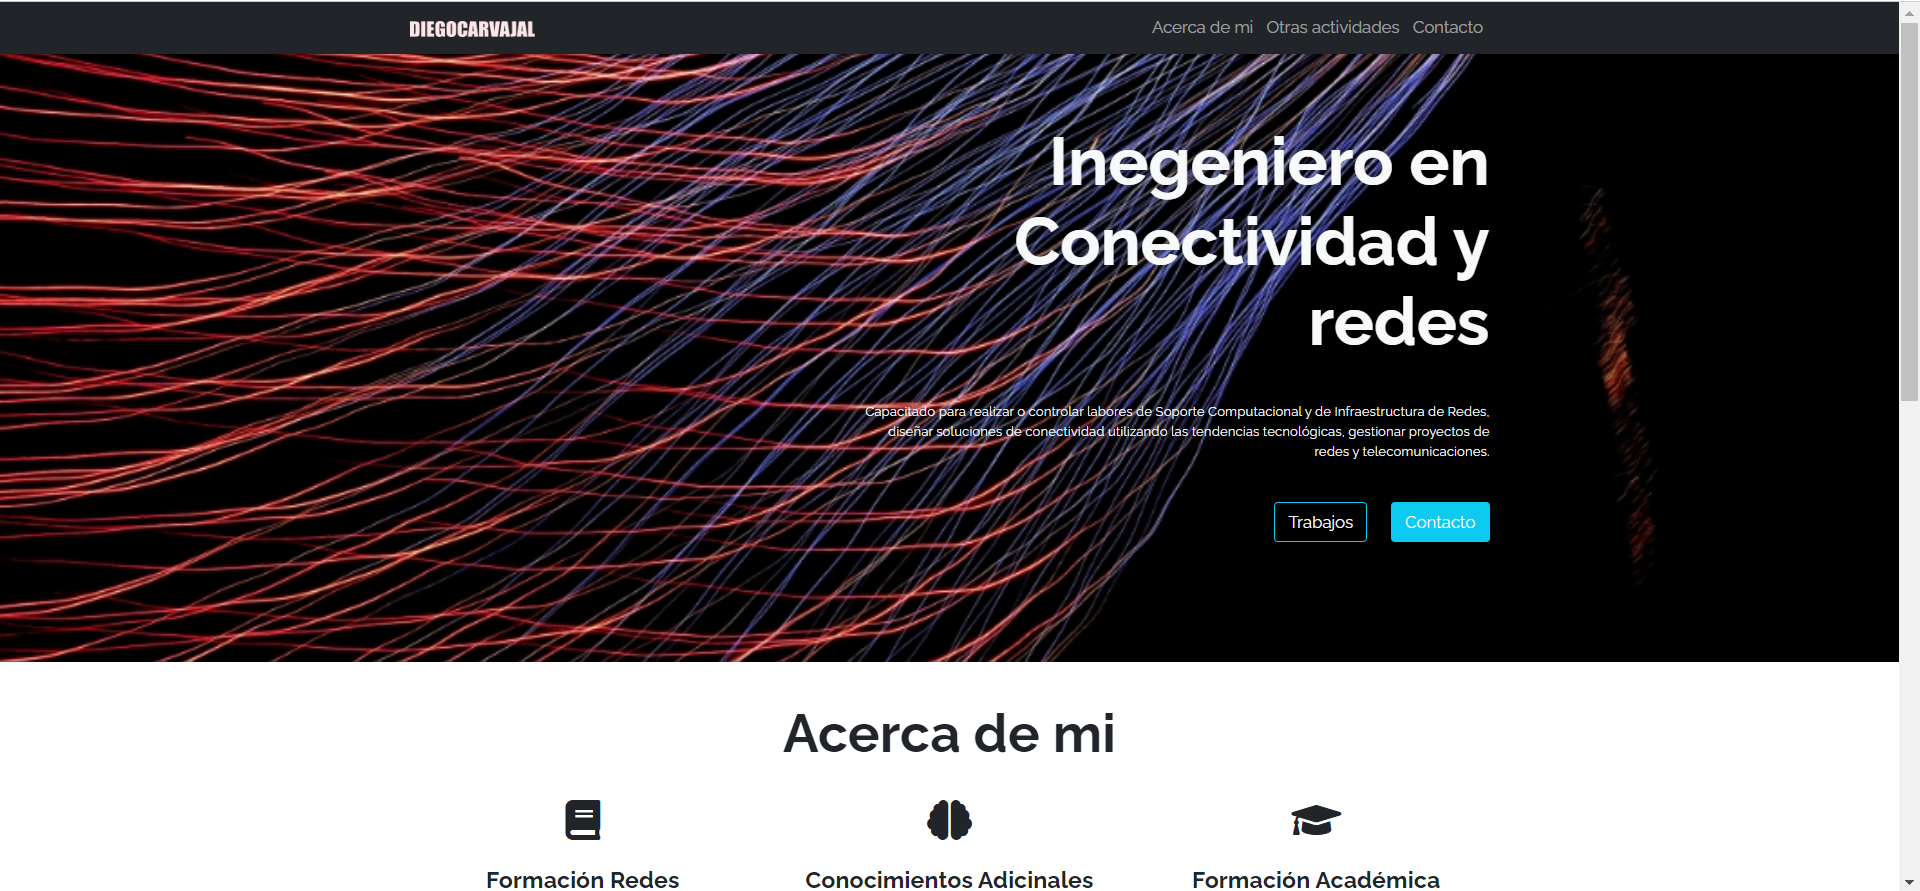 DIEGOCARVAJAL
Acerca de mi Otras actividades Contacto
Inegeniero en
Conectividad y
redes
Capacitado para realizar o controlar labores de Soporte Computacional y de Infraestructura de Redes,
diseñar soluciones de conectividad utilizando las tendencias tecnológicas, gestionar proyectos de
redes y telecomunicaciones.
Trabajos Contacto
Acerca de mi
Formación Redes
Conocimientos Adicinales
Formación Académica